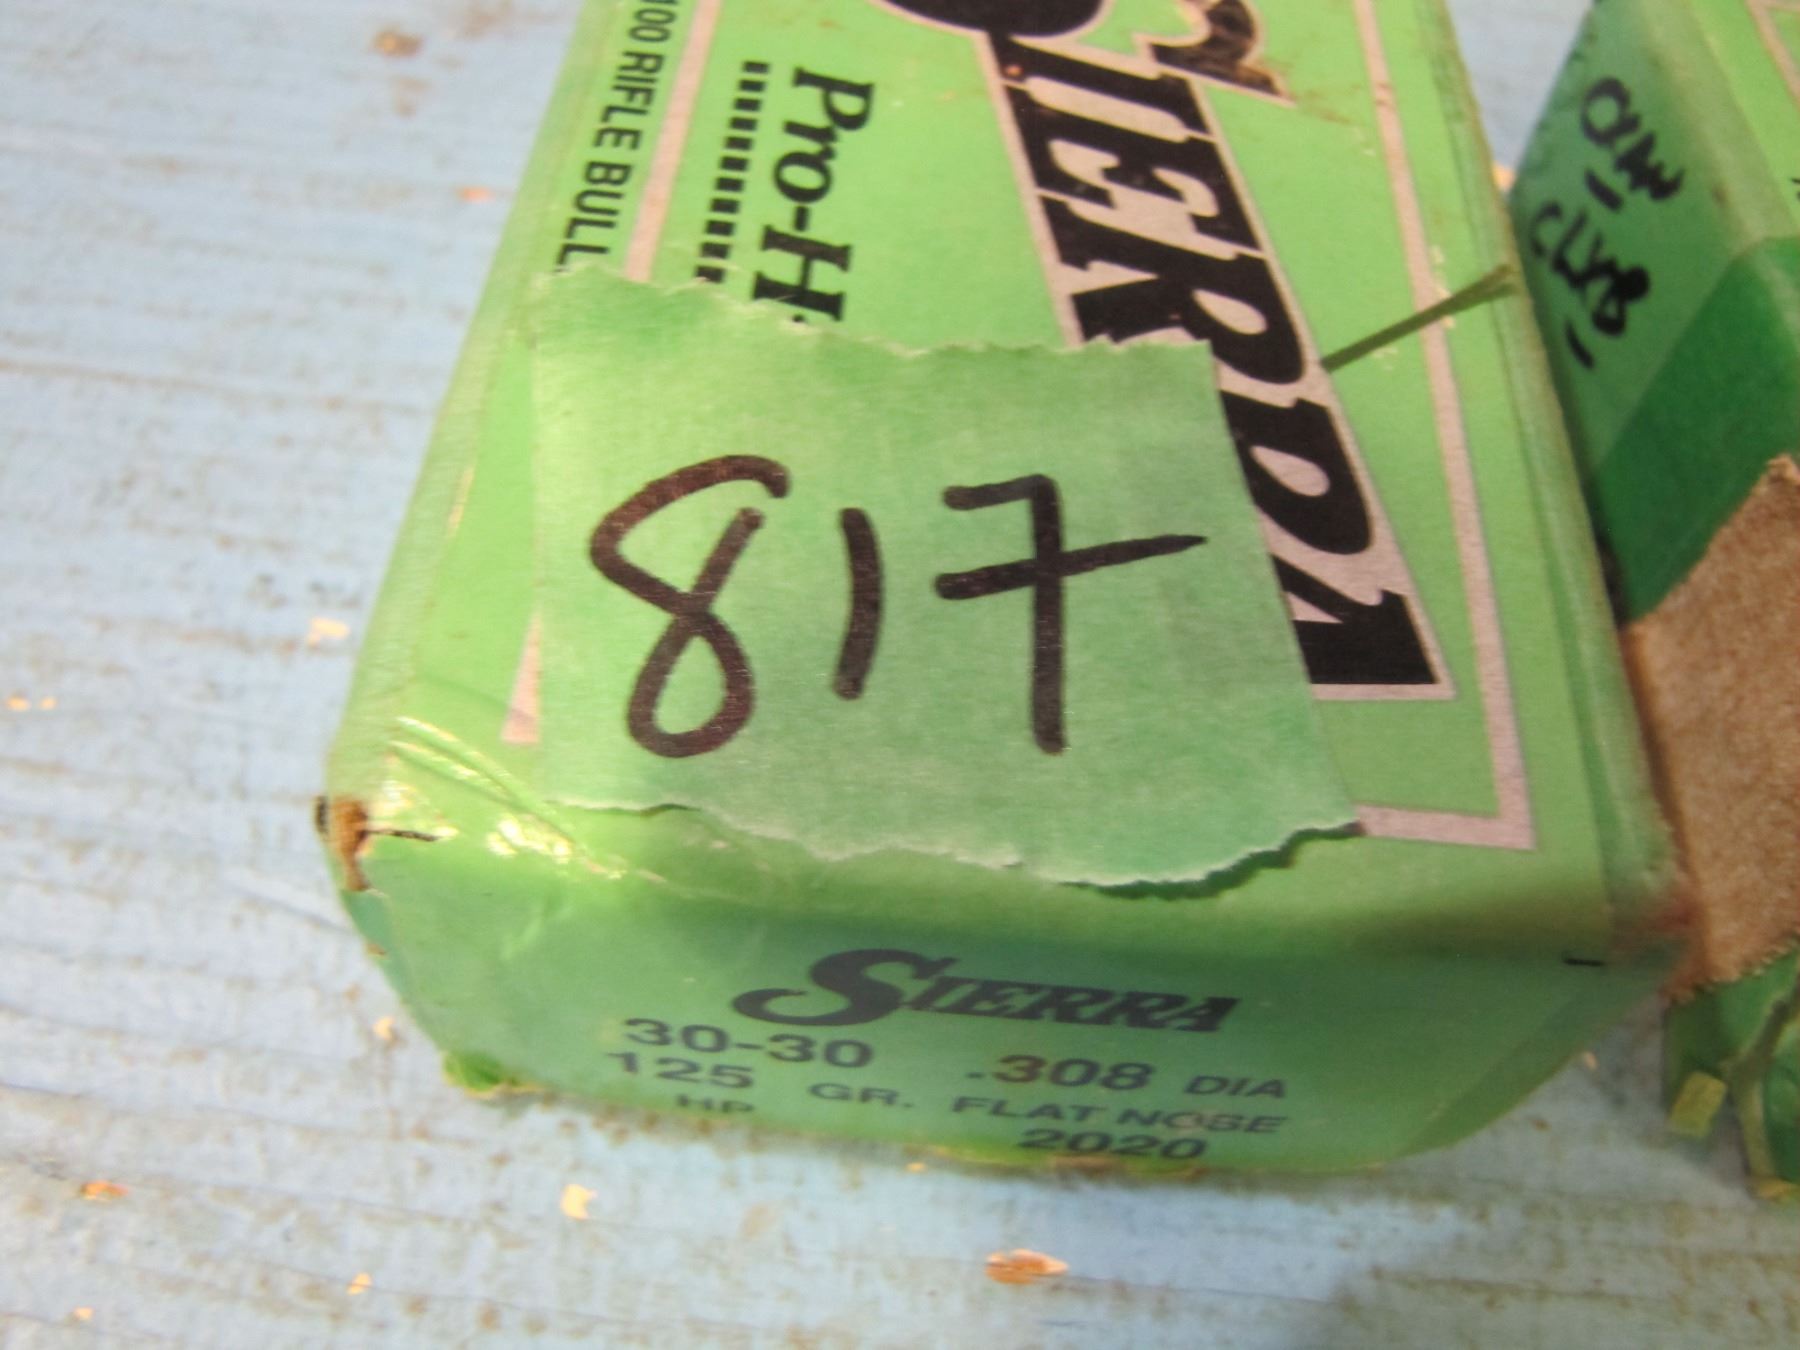 100 RIFLE BULL
Pro-H
SIERRA
817
SIERRA
30-30 .308 DIA
125 GR. FLAT NOSE
HP 2020